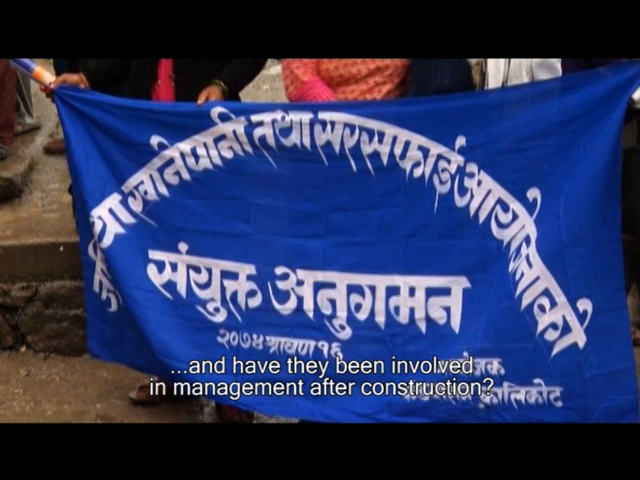 खानेपानी तथा सरसफाई आयोजनाको
संयुक्त अनुगमन
२०७४ श्रावण १६
कालिकोट
...and have they been involved
in management after construction?